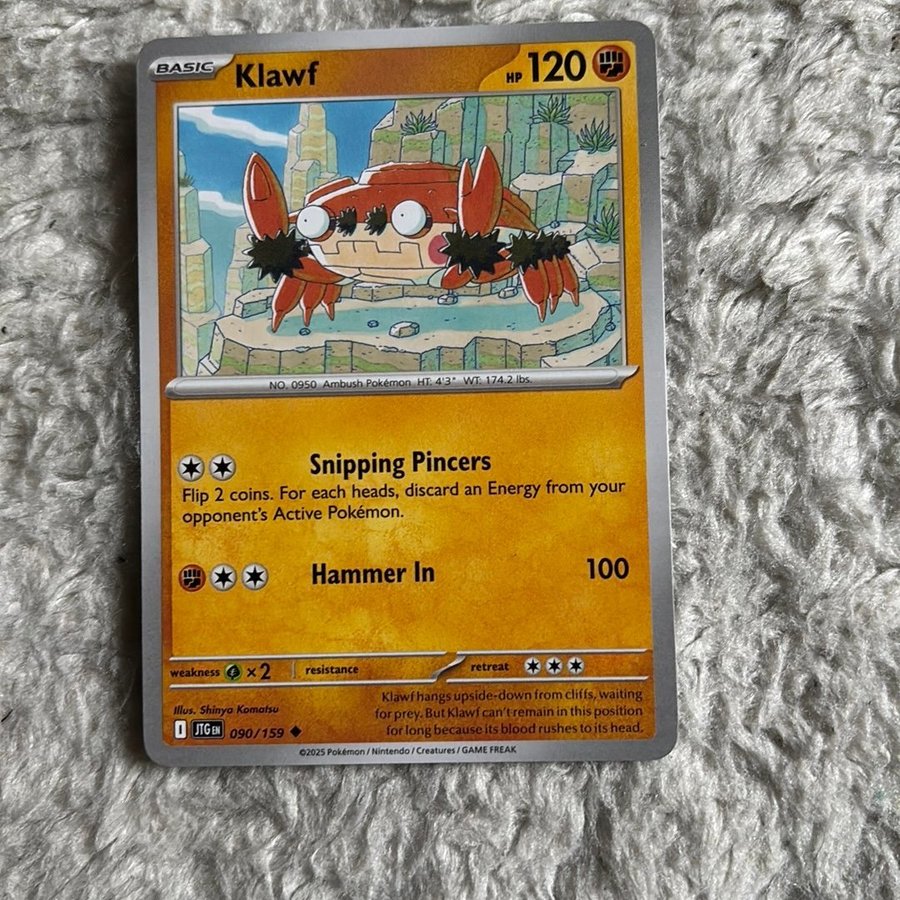 BASIC Klawf HP 120
NO. 0950 Ambush Pokémon HT: 4'3" WT: 174.2 lbs.
Snipping Pincers
Flip 2 coins. For each heads, discard an Energy from your
opponent's Active Pokémon.
Hammer In 100
weakness ×2 resistance retreat
Illus. Shinya Komatsu
I JTG EN 090/159
Klawf hangs upside-down from cliffs, waiting
for prey. But Klawf can't remain in this position
for long because its blood rushes to its head.
©2025 Pokémon / Nintendo / Creatures / GAME FREAK